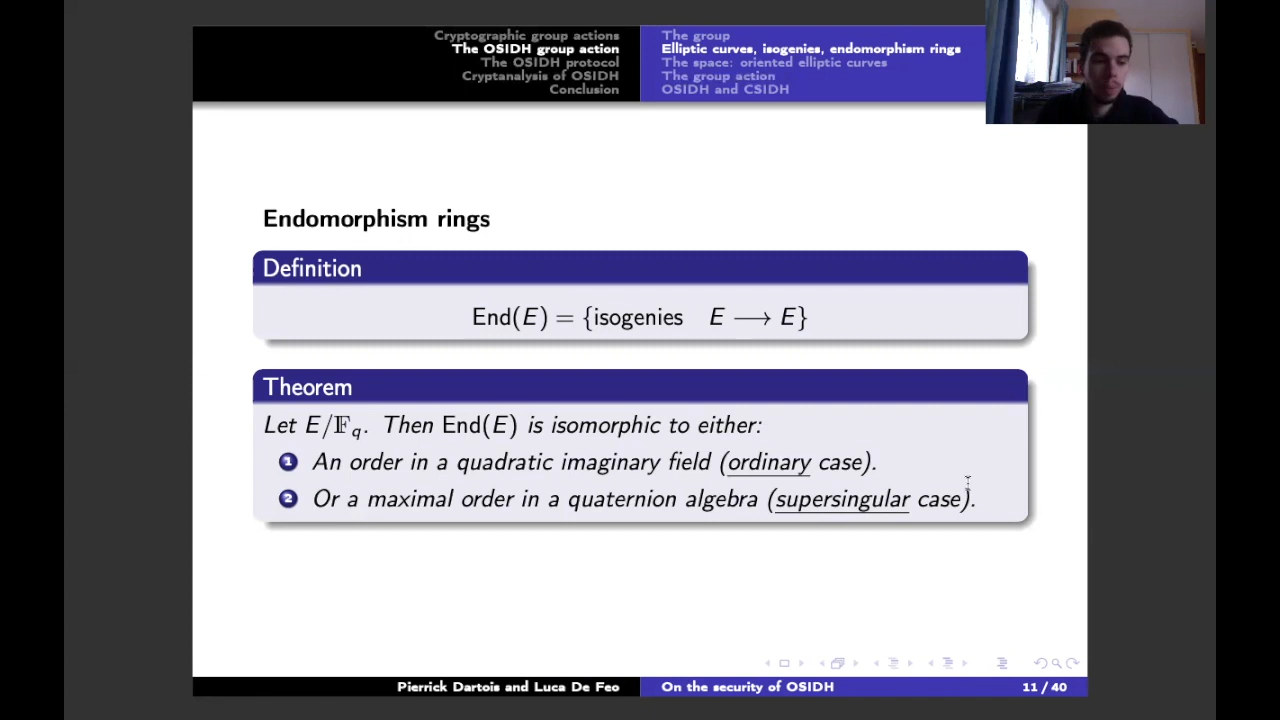 Cryptographic group actions
The OSIDH group action
The OSIDH protocol
Cryptanalysis of OSIDH
Conclusion
The group
Elliptic curves, isogenies, endomorphism rings
The space: oriented elliptic curves
The group action
OSIDH and CSIDH
Endomorphism rings
Definition
End(E) = {isogenies E ⟶ E}
Theorem
Let E/𝔽_q. Then End(E) is isomorphic to either:
1 An order in a quadratic imaginary field (ordinary case).
2 Or a maximal order in a quaternion algebra (supersingular case).
Pierrick Dartois and Luca De Feo
On the security of OSIDH
11 / 40